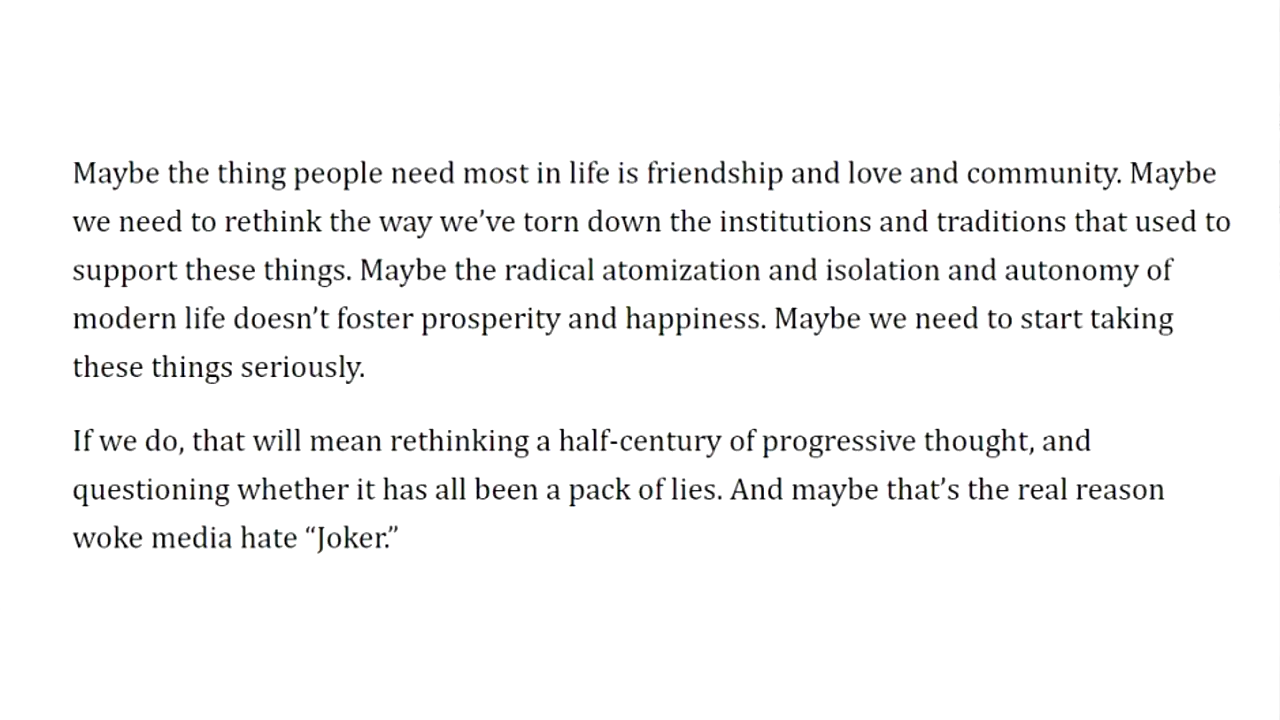 Maybe the thing people need most in life is friendship and love and community. Maybe
we need to rethink the way we’ve torn down the institutions and traditions that used to
support these things. Maybe the radical atomization and isolation and autonomy of
modern life doesn’t foster prosperity and happiness. Maybe we need to start taking
these things seriously.
If we do, that will mean rethinking a half-century of progressive thought, and
questioning whether it has all been a pack of lies. And maybe that’s the real reason
woke media hate “Joker.”